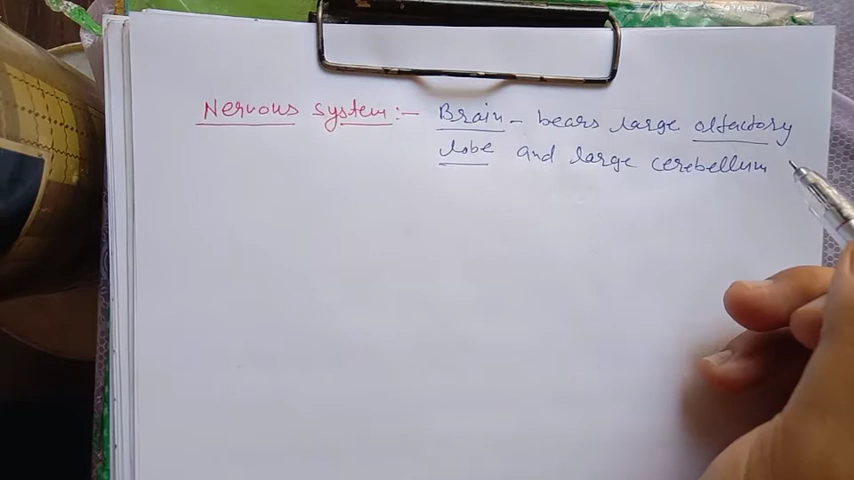 Nervous system :- Brain - bears large olfactory
lobe and large cerebellum